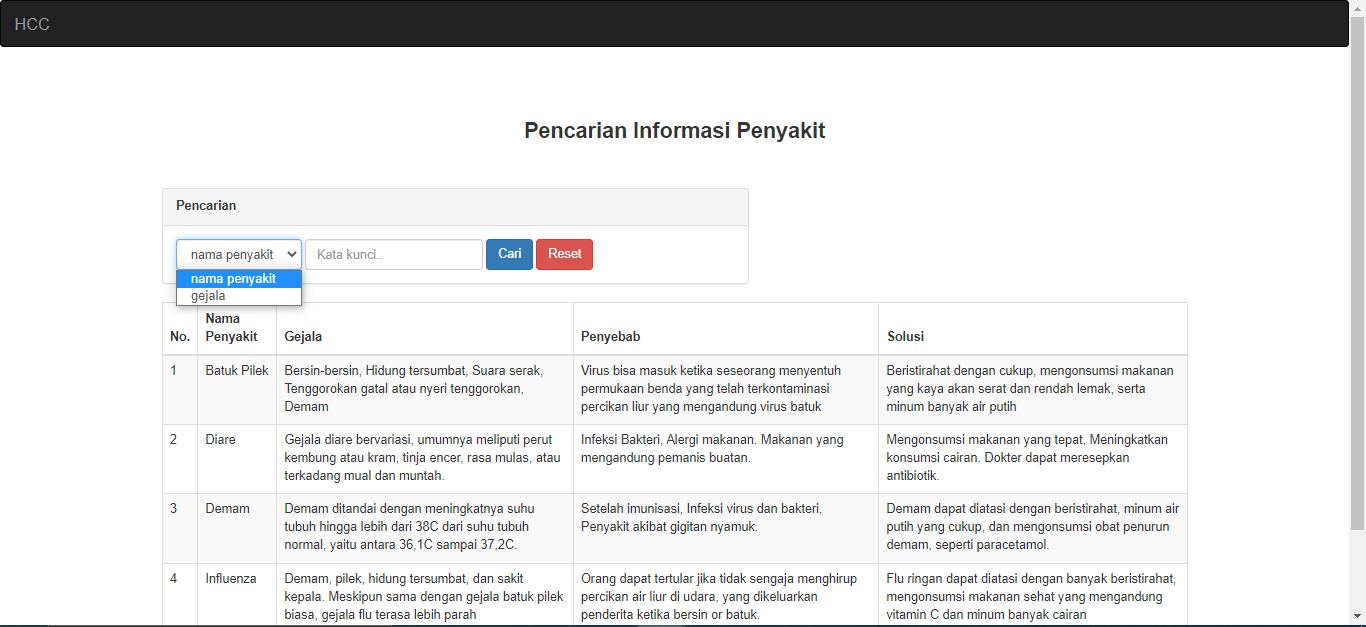 HCC
Pencarian Informasi Penyakit
Pencarian
nama penyakit
Kata kunci..
Cari
Reset
nama penyakit
gejala
No.
Nama
Penyakit
Gejala
Penyebab
Solusi
1
Batuk Pilek
Bersin-bersin, Hidung tersumbat, Suara serak,
Tenggorokan gatal atau nyeri tenggorokan,
Demam
Virus bisa masuk ketika seseorang menyentuh
permukaan benda yang telah terkontaminasi
percikan liur yang mengandung virus batuk
Beristirahat dengan cukup, mengonsumsi makanan
yang kaya akan serat dan rendah lemak, serta
minum banyak air putih
2
Diare
Gejala diare bervariasi, umumnya meliputi perut
kembung atau kram, tinja encer, rasa mulas, atau
terkadang mual dan muntah.
Infeksi Bakteri, Alergi makanan. Makanan yang
mengandung pemanis buatan.
Mengonsumsi makanan yang tepat, Meningkatkan
konsumsi cairan. Dokter dapat meresepkan
antibiotik.
3
Demam
Demam ditandai dengan meningkatnya suhu
tubuh hingga lebih dari 38C dari suhu tubuh
normal, yaitu antara 36,1C sampai 37,2C.
Setelah imunisasi, Infeksi virus dan bakteri,
Penyakit akibat gigitan nyamuk.
Demam dapat diatasi dengan beristirahat, minum air
putih yang cukup, dan mengonsumsi obat penurun
demam, seperti paracetamol.
4
Influenza
Demam, pilek, hidung tersumbat, dan sakit
kepala. Meskipun sama dengan gejala batuk pilek
biasa, gejala flu terasa lebih parah
Orang dapat tertular jika tidak sengaja menghirup
percikan air liur di udara, yang dikeluarkan
penderita ketika bersin or batuk.
Flu ringan dapat diatasi dengan banyak beristirahat,
mengonsumsi makanan sehat yang mengandung
vitamin C dan minum banyak cairan